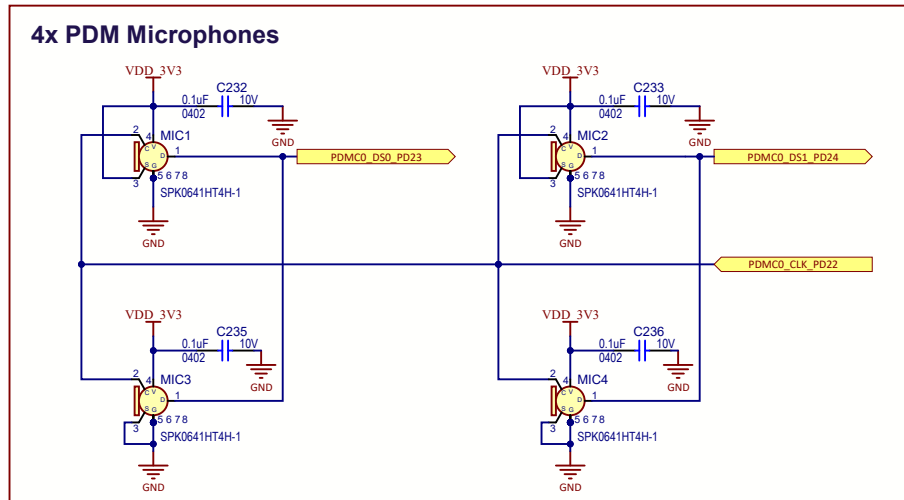 4x PDM Microphones
VDD_3V3
C232
0.1uF 10V
0402
GND
2
4
MIC1
C V
D
S G
1
3
5 6 7 8
SPK0641HT4H-1
GND
PDMC0_DS0_PD23
VDD_3V3
C233
0.1uF 10V
0402
GND
2
4
MIC2
C V
D
S G
1
3
5 6 7 8
SPK0641HT4H-1
GND
PDMC0_DS1_PD24
PDMC0_CLK_PD22
VDD_3V3
C235
0.1uF 10V
0402
GND
2
4
MIC3
C V
D
S G
1
3
5 6 7 8
SPK0641HT4H-1
GND
VDD_3V3
C236
0.1uF 10V
0402
GND
2
4
MIC4
C V
D
S G
1
3
5 6 7 8
SPK0641HT4H-1
GND